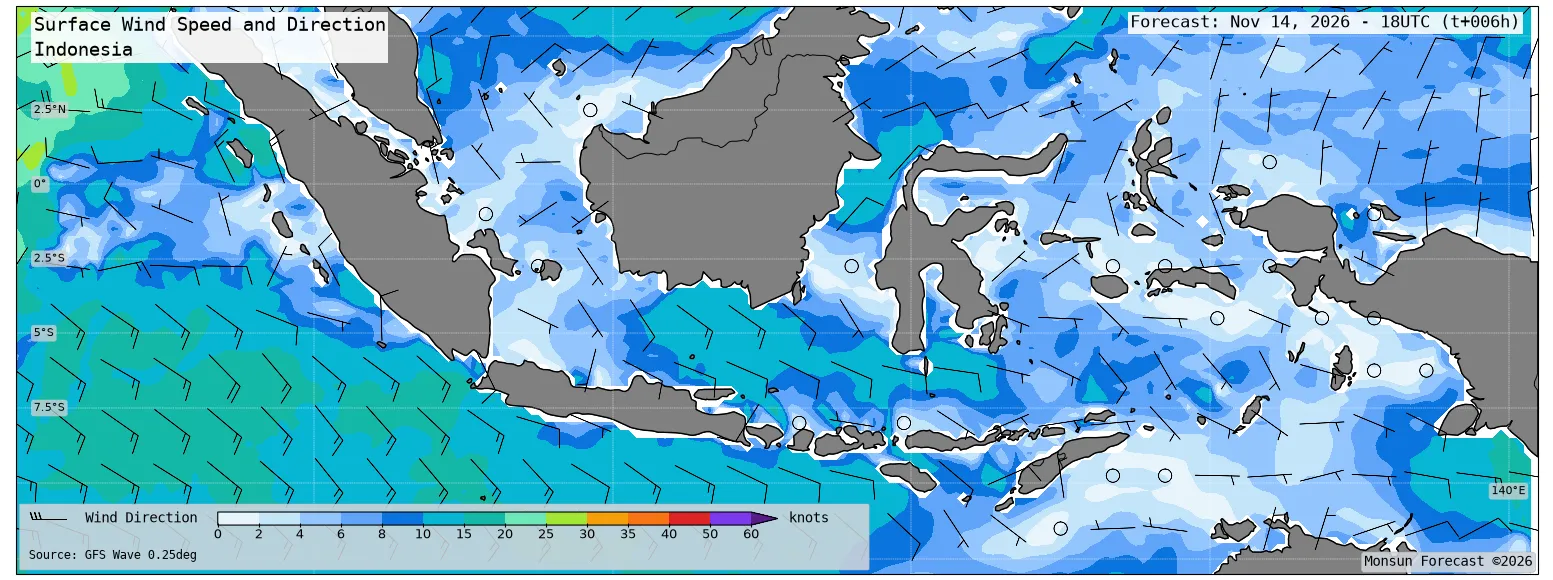 Surface Wind Speed and Direction
Indonesia
Forecast: Nov 14, 2026 - 18UTC (t+006h)
2.5°N
0°
2.5°S
5°S
7.5°S
140°E
Wind Direction
0 2 4 6 8 10 15 20 25 30 35 40 50 60
knots
Source: GFS Wave 0.25deg
Monsun Forecast ©2026